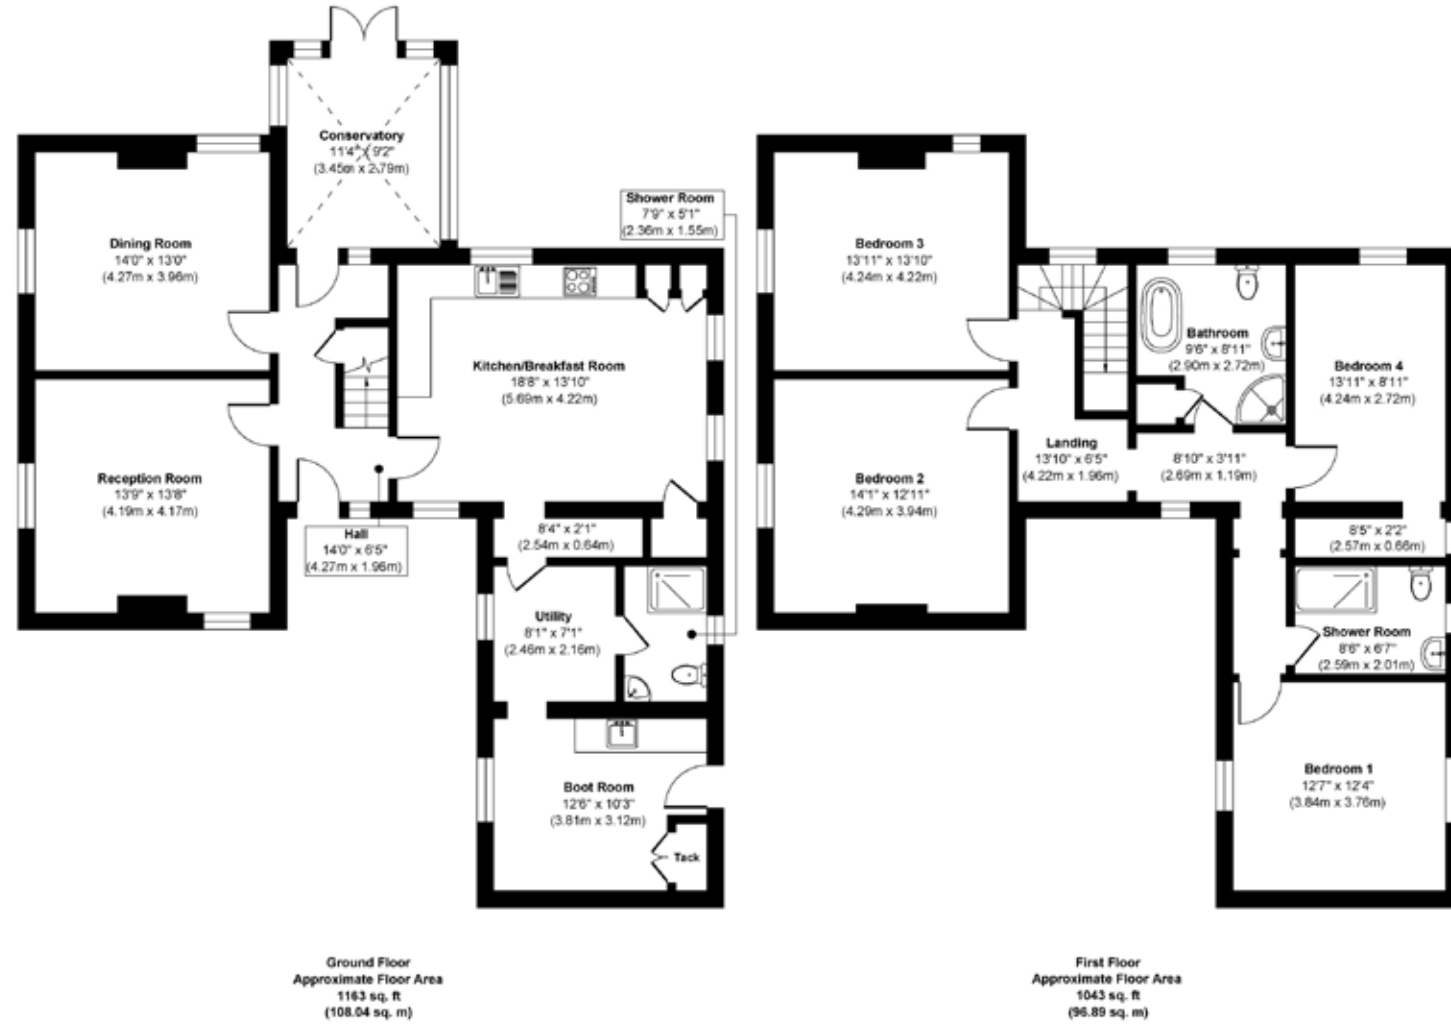 Conservatory
11'4" x 9'2"
(3.45m x 2.79m)
Shower Room
7'9" x 5'1"
(2.36m x 1.55m)
Dining Room
14'0" x 13'0"
(4.27m x 3.96m)
Kitchen/Breakfast Room
18'8" x 13'10"
(5.69m x 4.22m)
Reception Room
13'9" x 13'8"
(4.19m x 4.17m)
Hall
14'0" x 6'5"
(4.27m x 1.96m)
8'4" x 2'1"
(2.54m x 0.64m)
Utility
8'1" x 7'1"
(2.46m x 2.16m)
Boot Room
12'6" x 10'3"
(3.81m x 3.12m)
Tack
Ground Floor
Approximate Floor Area
1163 sq. ft
(108.04 sq. m)
Bedroom 3
13'11" x 13'10"
(4.24m x 4.22m)
Bathroom
9'6" x 8'11"
(2.90m x 2.72m)
Bedroom 4
13'11" x 8'11"
(4.24m x 2.72m)
Bedroom 2
14'1" x 12'11"
(4.29m x 3.94m)
Landing
13'10" x 6'5"
(4.22m x 1.96m)
8'10" x 3'11"
(2.69m x 1.19m)
8'5" x 2'2"
(2.57m x 0.66m)
Shower Room
8'6" x 6'7"
(2.59m x 2.01m)
Bedroom 1
12'7" x 12'4"
(3.84m x 3.76m)
First Floor
Approximate Floor Area
1043 sq. ft
(96.89 sq. m)